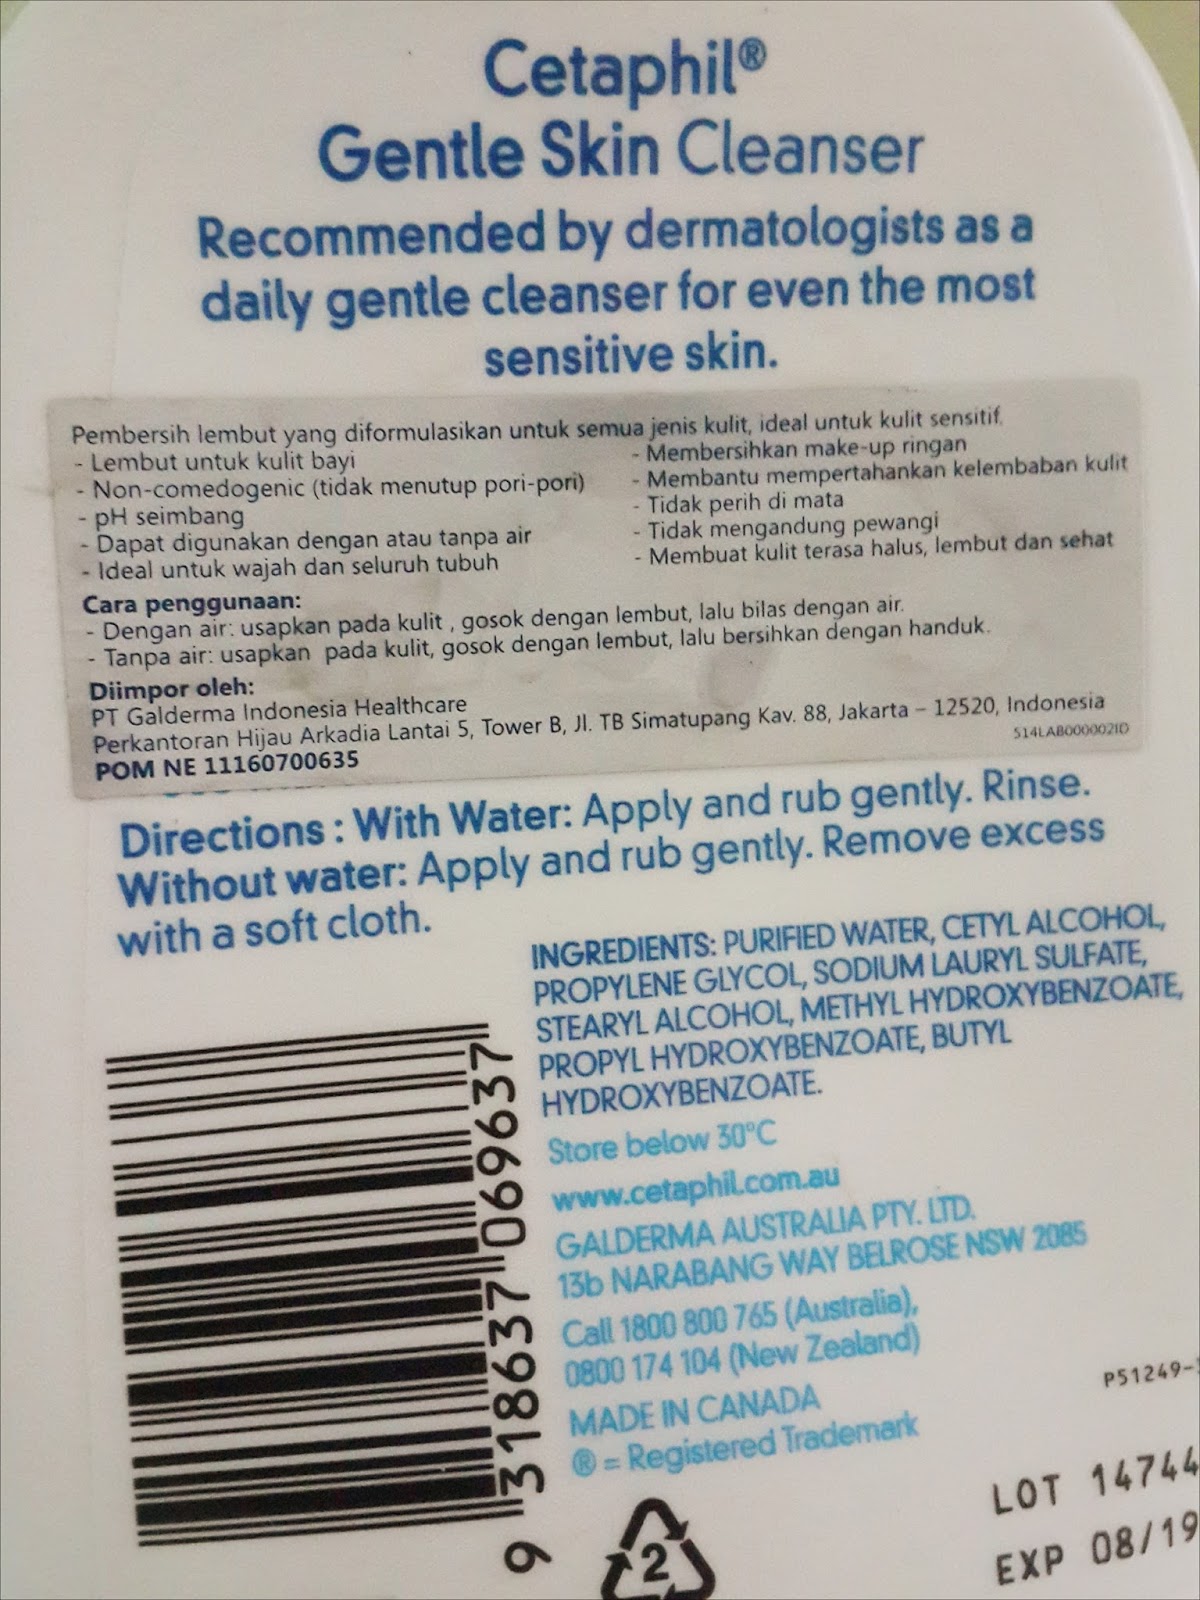 Cetaphil®
Gentle Skin Cleanser
Recommended by dermatologists as a
daily gentle cleanser for even the most
sensitive skin.
Pembersih lembut yang diformulasikan untuk semua jenis kulit, ideal untuk kulit sensitif.
- Lembut untuk kulit bayi
- Non-comedogenic (tidak menutup pori-pori)
- pH seimbang
- Dapat digunakan dengan atau tanpa air
- Ideal untuk wajah dan seluruh tubuh
- Membersihkan make-up ringan
- Membantu mempertahankan kelembaban kulit
- Tidak perih di mata
- Tidak mengandung pewangi
- Membuat kulit terasa halus, lembut dan sehat
Cara penggunaan:
- Dengan air: usapkan pada kulit , gosok dengan lembut, lalu bilas dengan air.
- Tanpa air: usapkan pada kulit, gosok dengan lembut, lalu bersihkan dengan handuk.
Diimpor oleh:
PT Galderma Indonesia Healthcare
Perkantoran Hijau Arkadia Lantai 5, Tower B, Jl. TB Simatupang Kav. 88, Jakarta – 12520, Indonesia
514LAB000002ID
POM NE 11160700635
Directions : With Water: Apply and rub gently. Rinse.
Without water: Apply and rub gently. Remove excess
with a soft cloth.
INGREDIENTS: PURIFIED WATER, CETYL ALCOHOL,
PROPYLENE GLYCOL, SODIUM LAURYL SULFATE,
STEARYL ALCOHOL, METHYL HYDROXYBENZOATE,
PROPYL HYDROXYBENZOATE, BUTYL
HYDROXYBENZOATE.
Store below 30°C
www.cetaphil.com.au
GALDERMA AUSTRALIA PTY. LTD.
13b NARABANG WAY BELROSE NSW 2085
Call 1800 800 765 (Australia),
0800 174 104 (New Zealand)
MADE IN CANADA
® = Registered Trademark
9 318637 069637
2
P51249-
LOT 14744
EXP 08/19